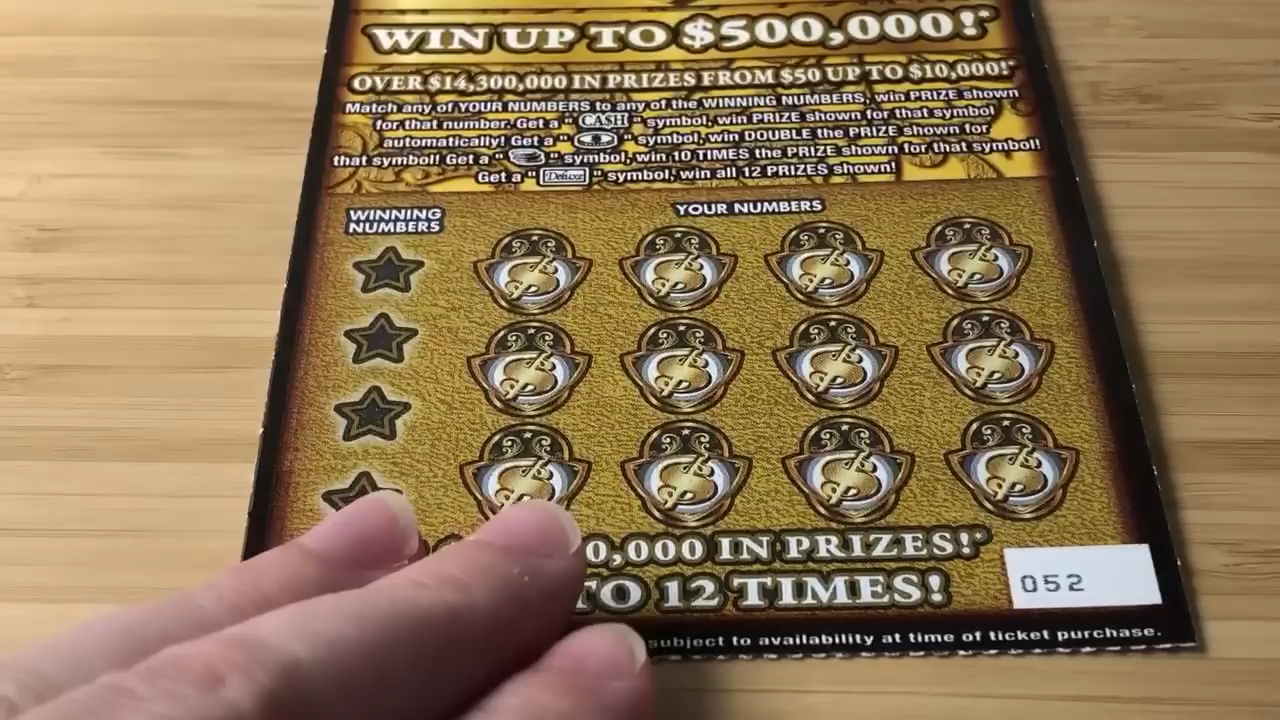 WIN UP TO $500,000!*
OVER $14,300,000 IN PRIZES FROM $50 UP TO $10,000!*
Match any of YOUR NUMBERS to any of the WINNING NUMBERS, win PRIZE shown
for that number. Get a "CASH" symbol, win PRIZE shown for that symbol
automatically! Get a " " symbol, win DOUBLE the PRIZE shown for
that symbol! Get a " " symbol, win 10 TIMES the PRIZE shown for that symbol!
Get a "Deluxe" symbol, win all 12 PRIZES shown!
WINNING
NUMBERS
YOUR NUMBERS
0,000 IN PRIZES!*
TO 12 TIMES!
052
subject to availability at time of ticket purchase.